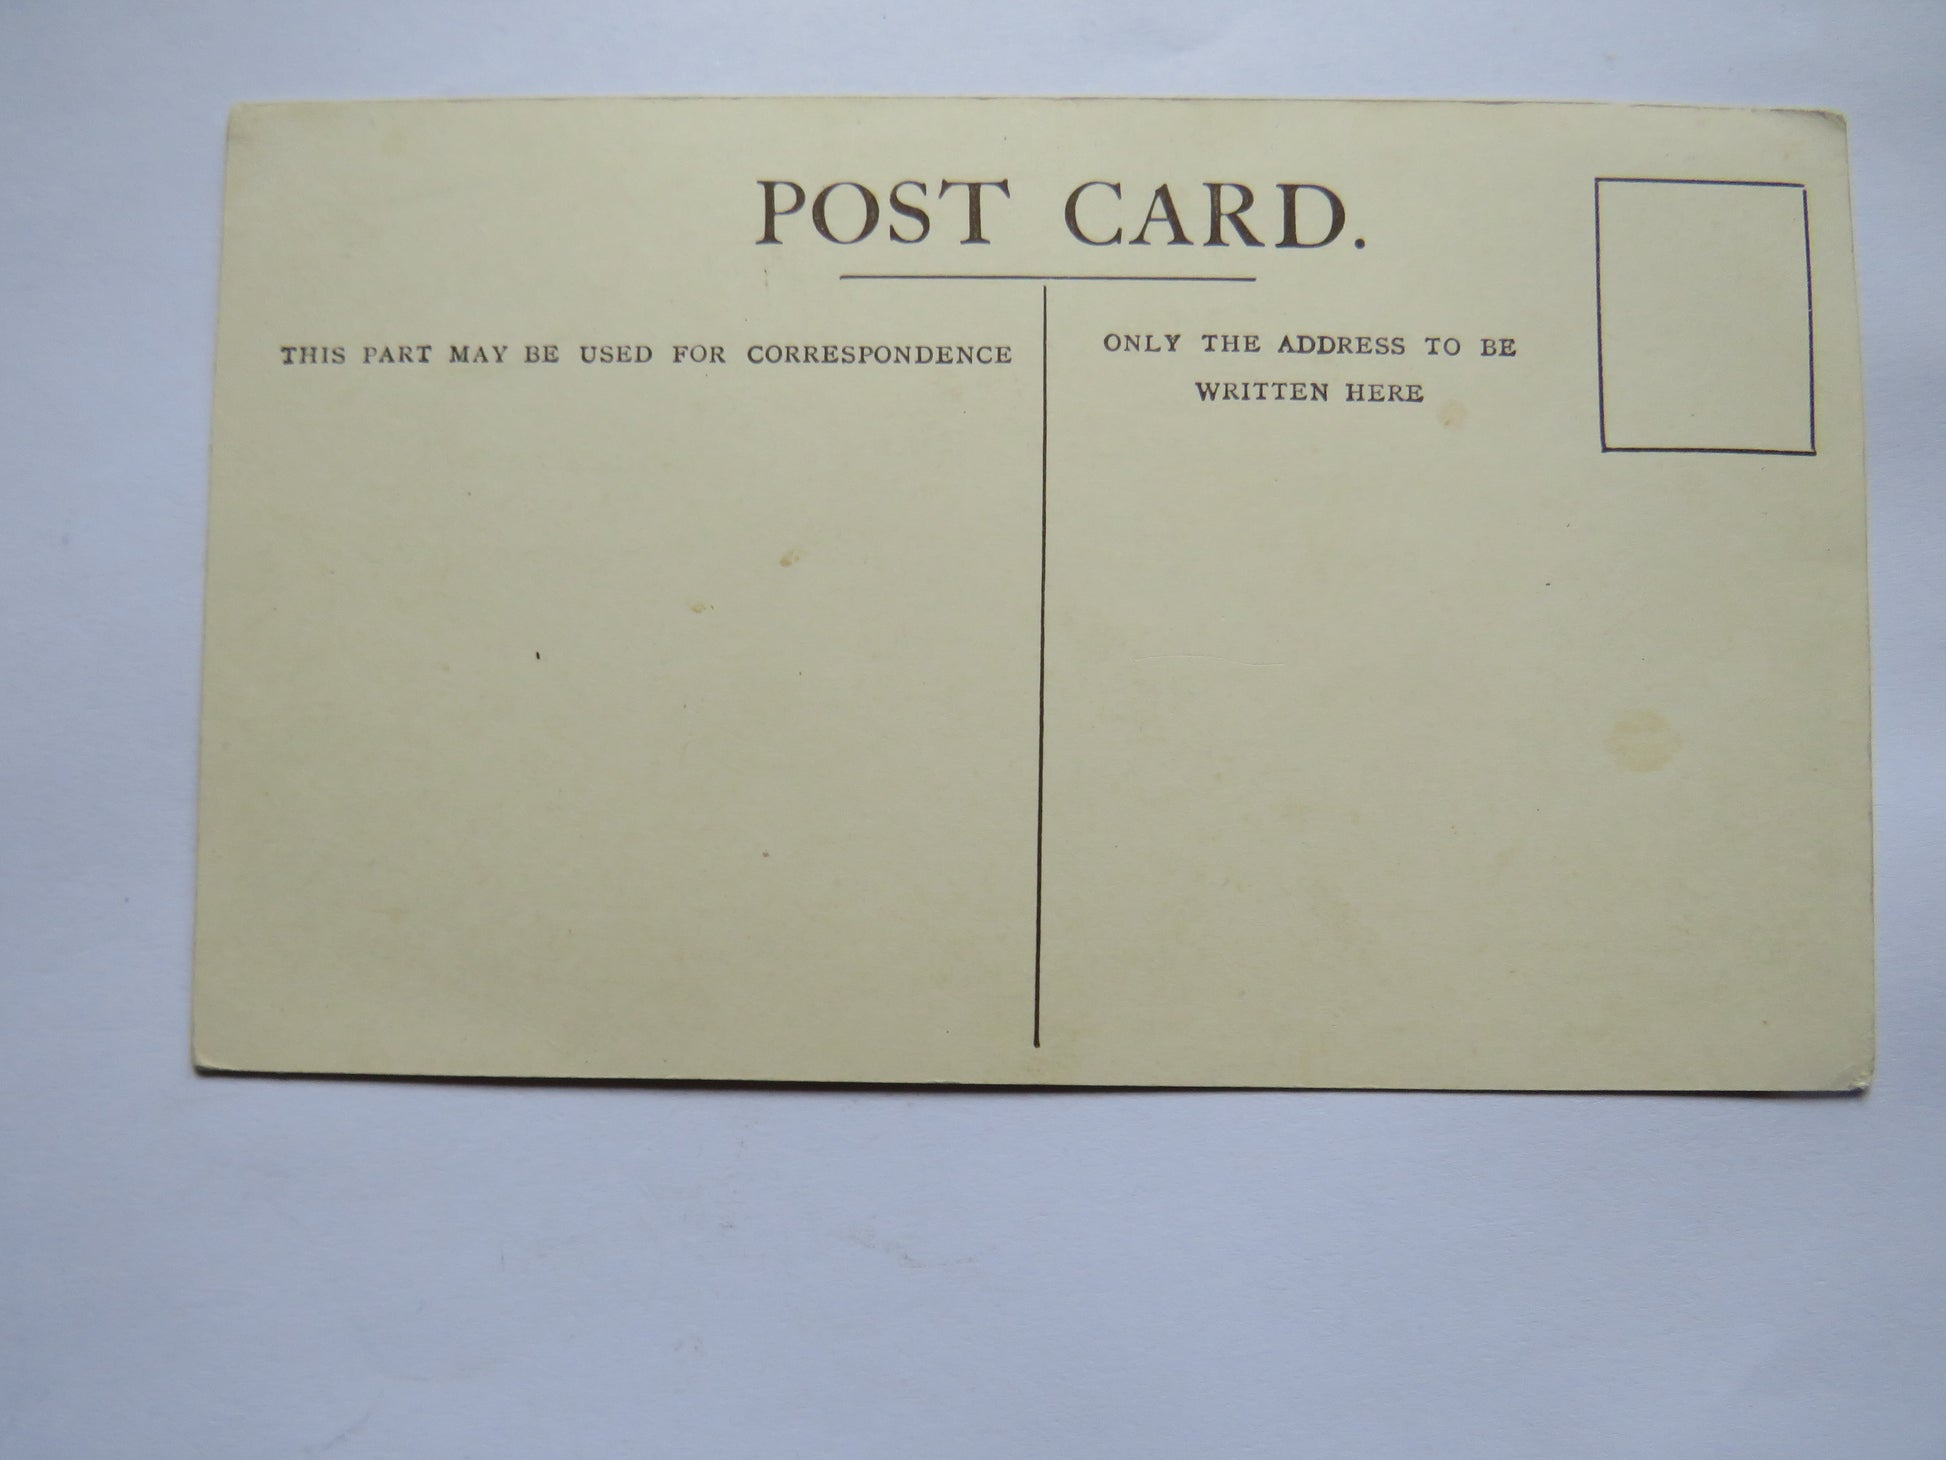 POST CARD.
THIS PART MAY BE USED FOR CORRESPONDENCE
ONLY THE ADDRESS TO BE
WRITTEN HERE